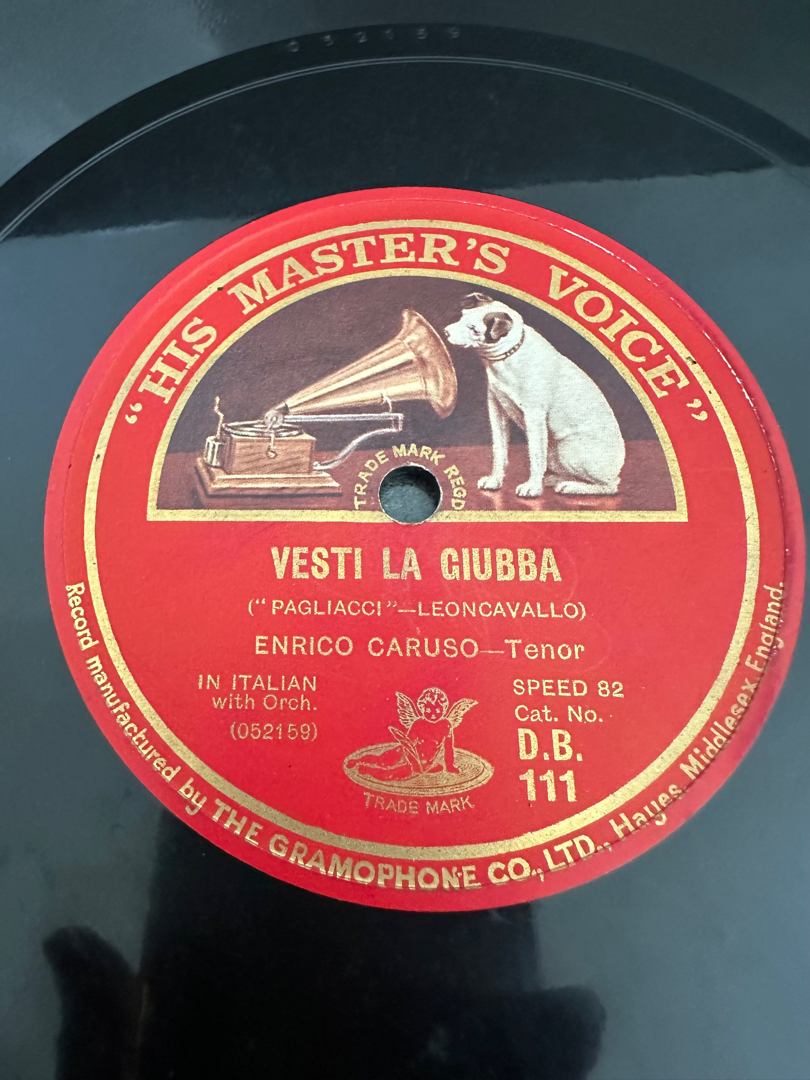 052159
"HIS MASTER'S VOICE"
TRADE MARK REGD
VESTI LA GIUBBA
("PAGLIACCI"—LEONCAVALLO)
ENRICO CARUSO—Tenor
IN ITALIAN
with Orch.
(052159)
SPEED 82
Cat. No.
D.B.
111
TRADE MARK
Record manufactured by THE GRAMOPHONE CO., LTD., Hayes, Middlesex, England.